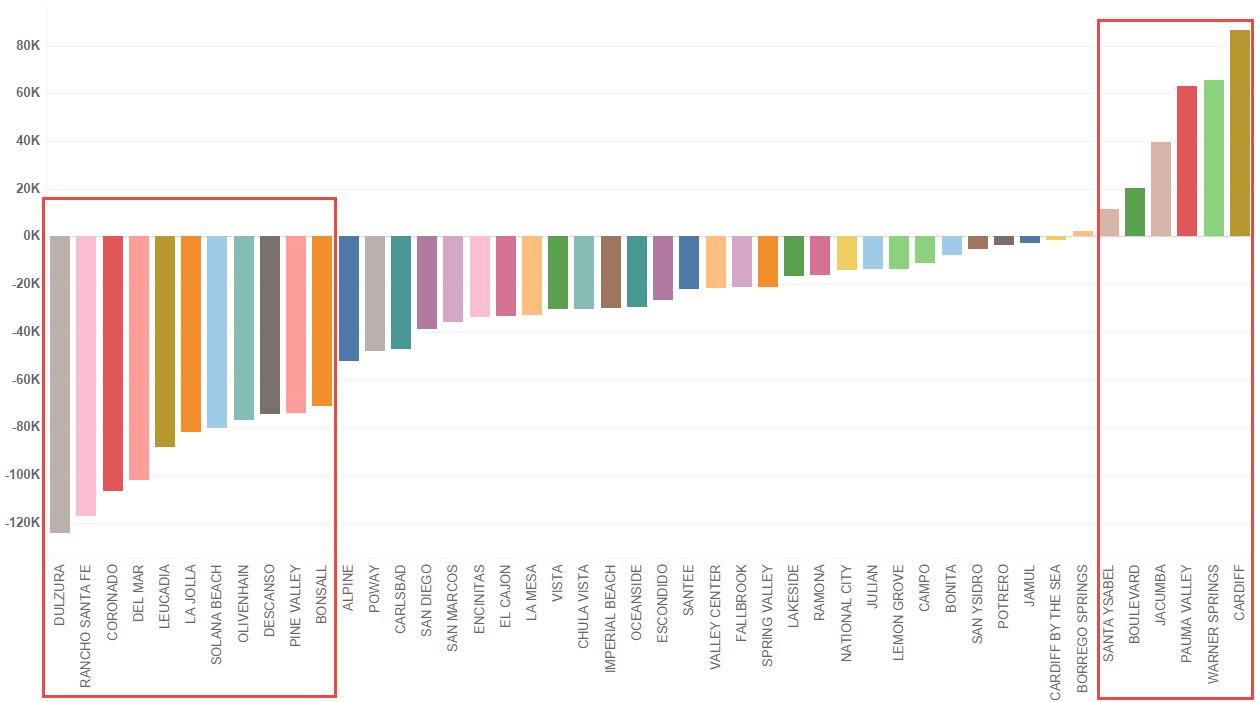 80K
60K
40K
20K
0K
-20K
-40K
-60K
-80K
-100K
-120K
DULZURA
RANCHO SANTA FE
CORONADO
DEL MAR
LEUCADIA
LA JOLLA
SOLANA BEACH
OLIVENHAIN
DESCANSO
PINE VALLEY
BONSALL
ALPINE
POWAY
CARLSBAD
SAN DIEGO
SAN MARCOS
ENCINITAS
EL CAJON
LA MESA
VISTA
CHULA VISTA
IMPERIAL BEACH
OCEANSIDE
ESCONDIDO
SANTEE
VALLEY CENTER
FALLBROOK
SPRING VALLEY
LAKESIDE
RAMONA
NATIONAL CITY
JULIAN
LEMON GROVE
CAMPO
BONITA
SAN YSIDRO
POTRERO
JAMUL
CARDIFF BY THE SEA
BORREGO SPRINGS
SANTA YSABEL
BOULEVARD
JACUMBA
PAUMA VALLEY
WARNER SPRINGS
CARDIFF